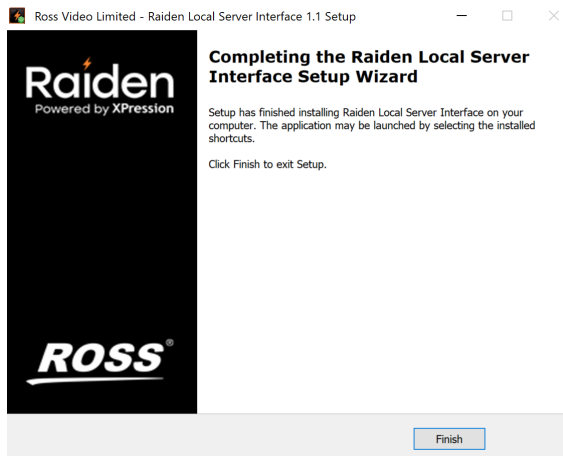 Ross Video Limited - Raiden Local Server Interface 1.1 Setup
Raiden
Powered by XPression
Completing the Raiden Local Server
Interface Setup Wizard
Setup has finished installing Raiden Local Server Interface on your
computer. The application may be launched by selecting the installed
shortcuts.
Click Finish to exit Setup.
ROSS®
Finish